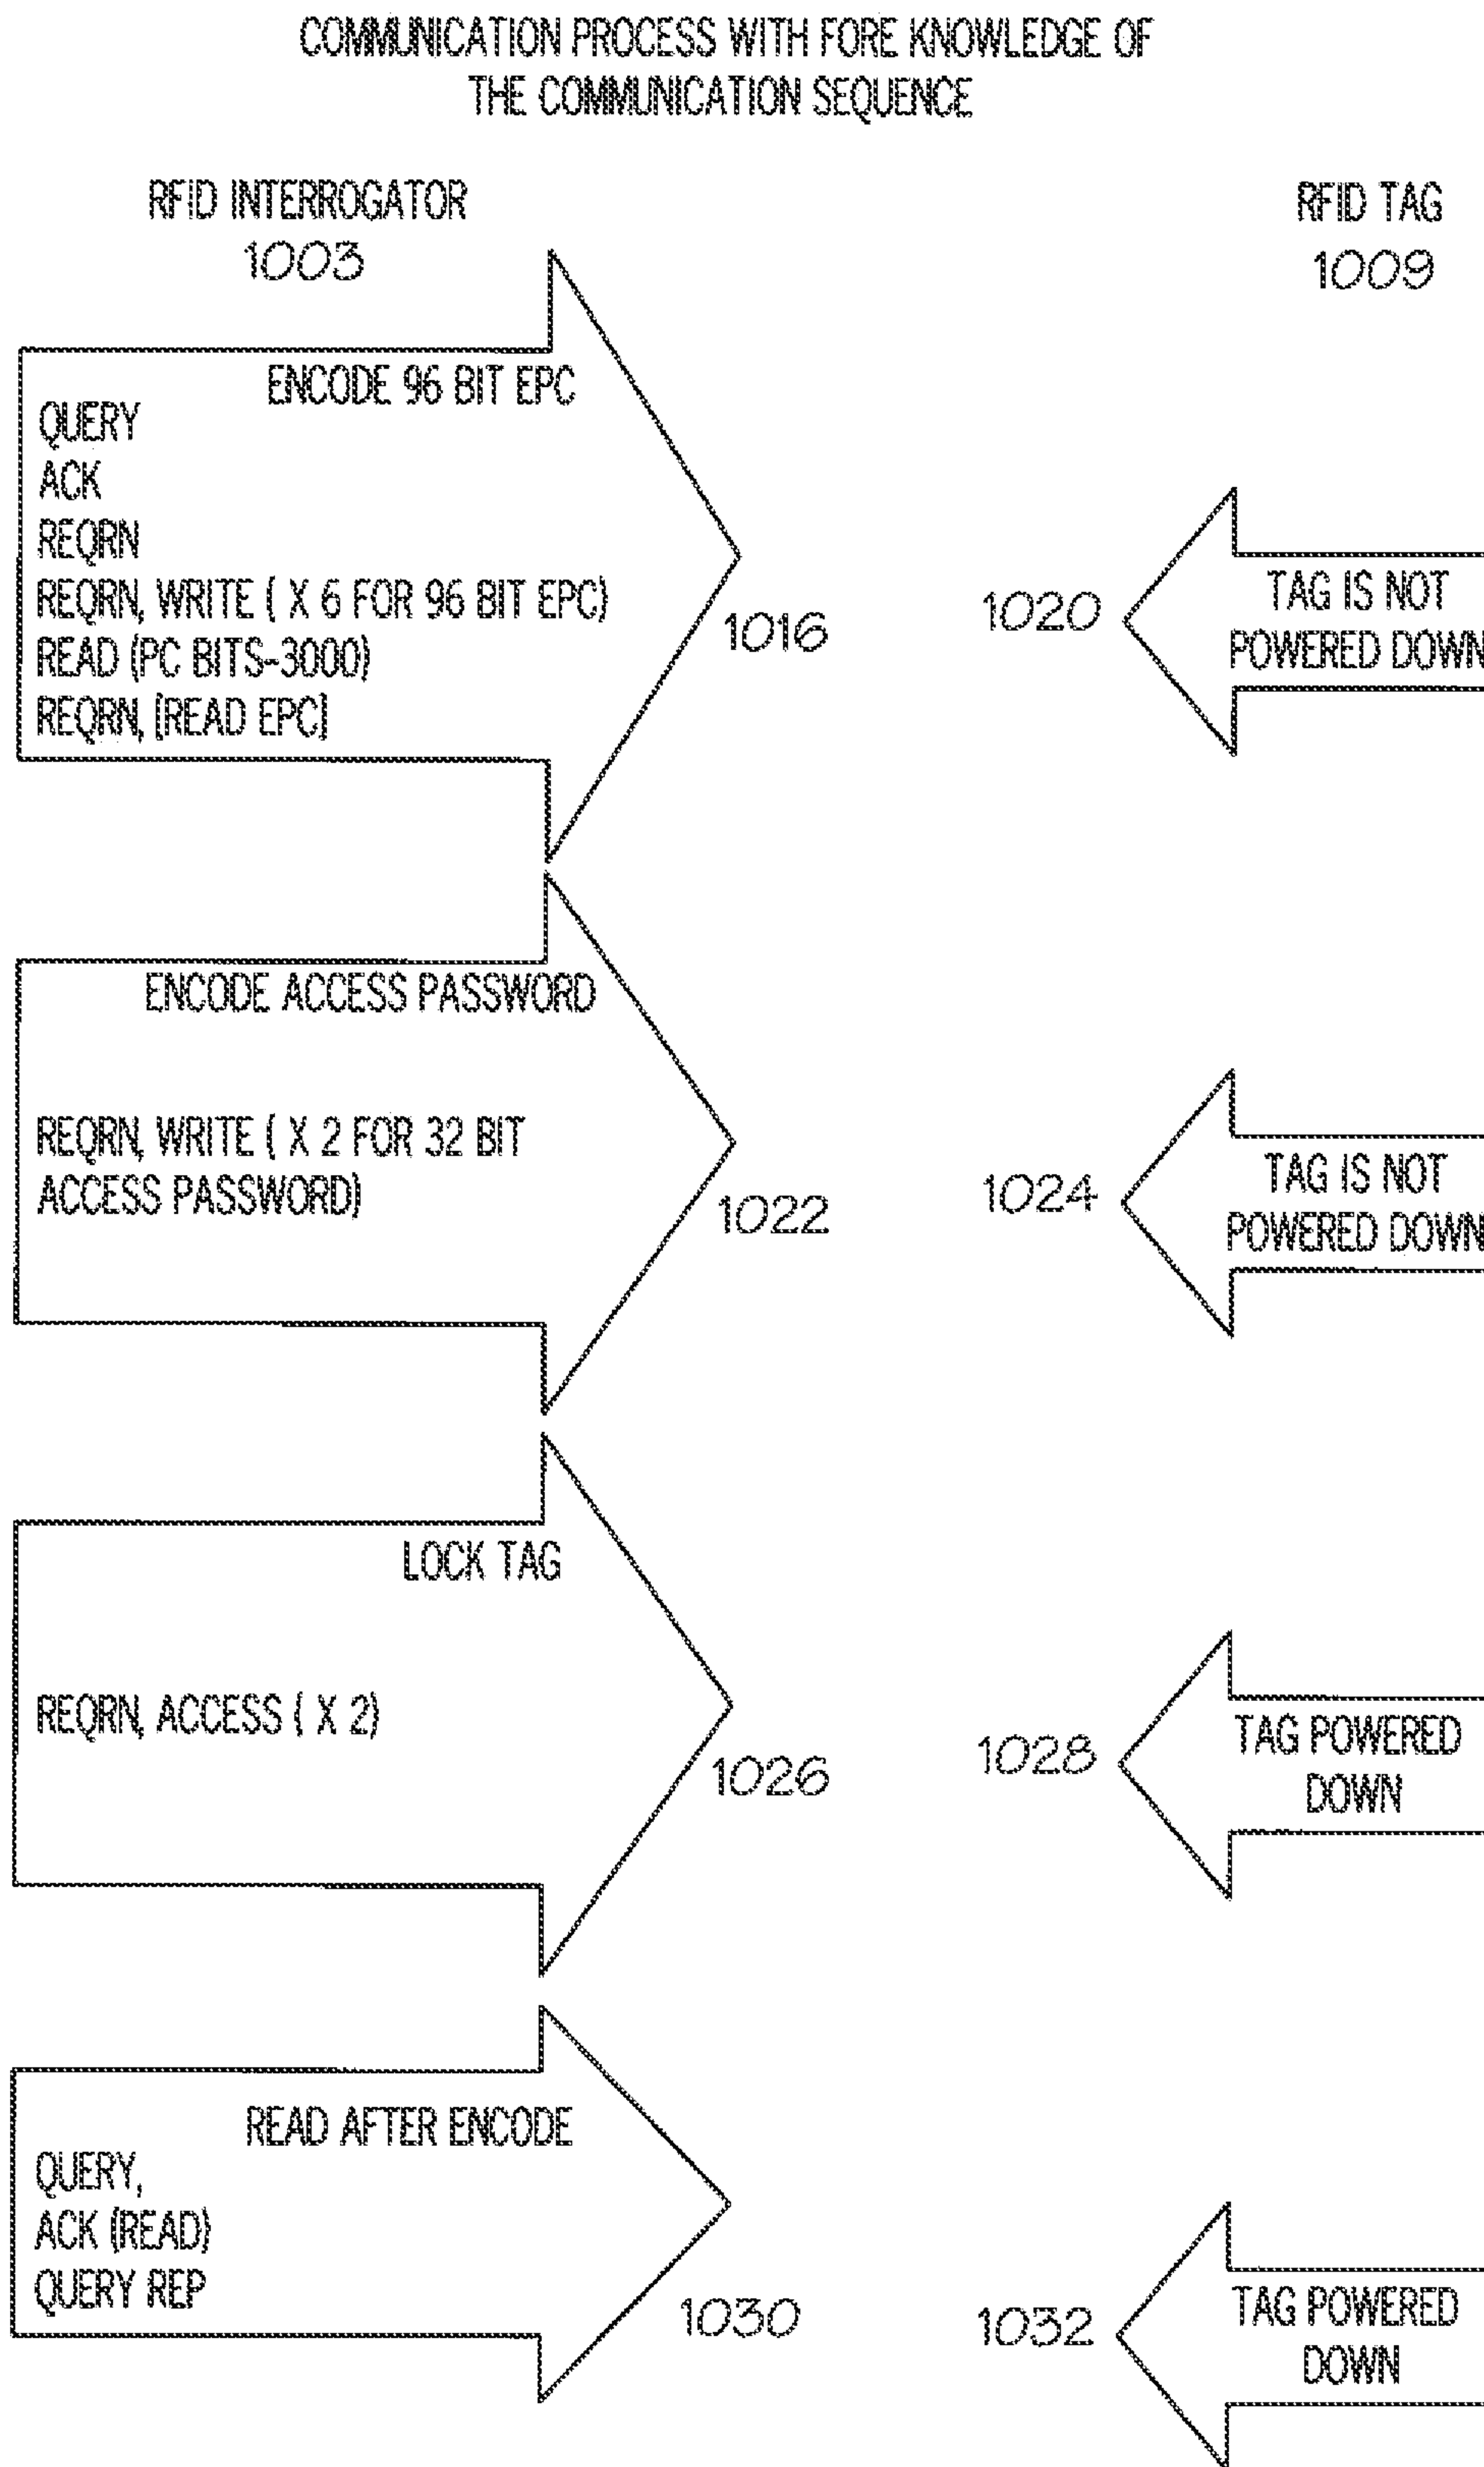 COMMUNICATION PROCESS WITH FORE KNOWLEDGE OF
THE COMMUNICATION SEQUENCE
RFID INTERROGATOR
1003
RFID TAG
1009
ENCODE 96 BIT EPC
QUERY
ACK
REQRN
REQRN, WRITE ( X 6 FOR 96 BIT EPC)
READ (PC BITS-3000)
REQRN, [READ EPC]
1016
1020
TAG IS NOT
POWERED DOWN
ENCODE ACCESS PASSWORD
REQRN, WRITE ( X 2 FOR 32 BIT
ACCESS PASSWORD)
1022
1024
TAG IS NOT
POWERED DOWN
LOCK TAG
REQRN, ACCESS ( X 2)
1026
1028
TAG POWERED
DOWN
READ AFTER ENCODE
QUERY,
ACK (READ)
QUERY REP
1030
1032
TAG POWERED
DOWN